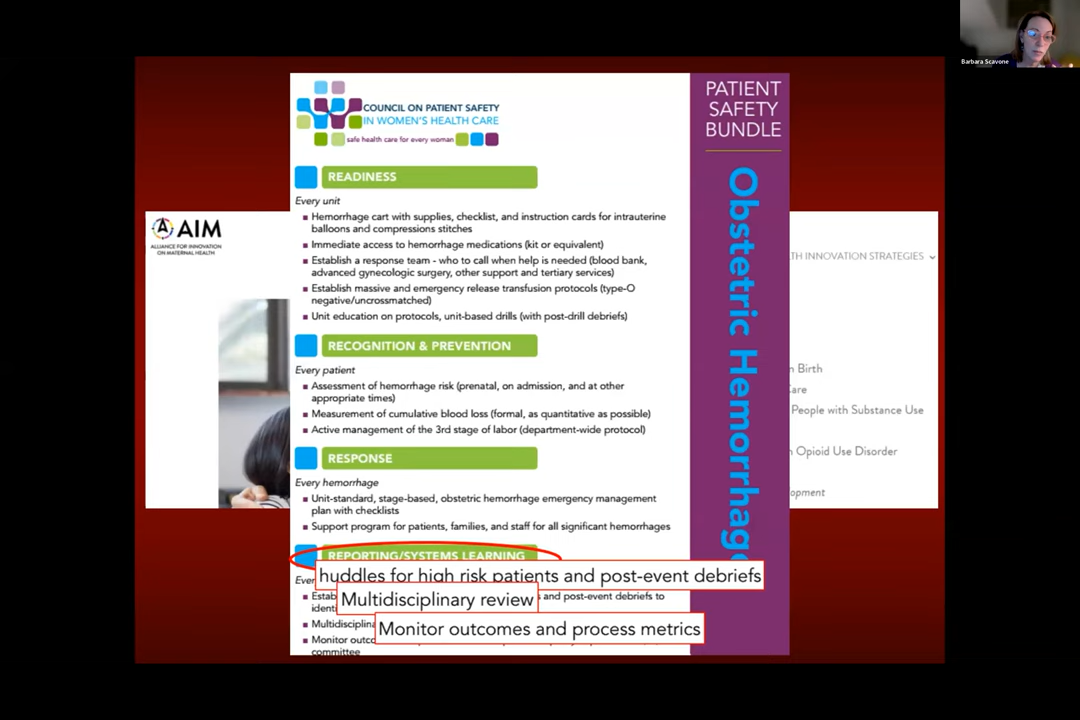 Barbara Scavone
COUNCIL ON PATIENT SAFETY
IN WOMEN'S HEALTH CARE
safe health care for every woman
PATIENT
SAFETY
BUNDLE
Obstetric Hemorrhage
READINESS
Every unit
■ Hemorrhage cart with supplies, checklist, and instruction cards for intrauterine
balloons and compressions stitches
■ Immediate access to hemorrhage medications (kit or equivalent)
■ Establish a response team - who to call when help is needed (blood bank,
advanced gynecologic surgery, other support and tertiary services)
■ Establish massive and emergency release transfusion protocols (type-O
negative/uncrossmatched)
■ Unit education on protocols, unit-based drills (with post-drill debriefs)
RECOGNITION & PREVENTION
Every patient
■ Assessment of hemorrhage risk (prenatal, on admission, and at other
appropriate times)
■ Measurement of cumulative blood loss (formal, as quantitative as possible)
■ Active management of the 3rd stage of labor (department-wide protocol)
RESPONSE
Every hemorrhage
■ Unit-standard, stage-based, obstetric hemorrhage emergency management
plan with checklists
■ Support program for patients, families, and staff for all significant hemorrhages
REPORTING/SYSTEMS LEARNING
huddles for high risk patients and post-event debriefs
and post-event debriefs to
Multidisciplinary review
Monitor outcomes and process metrics
committee
AIM
ALLIANCE FOR INNOVATION
ON MATERNAL HEALTH
INNOVATION STRATEGIES
Birth
People with Substance Use
Opioid Use Disorder